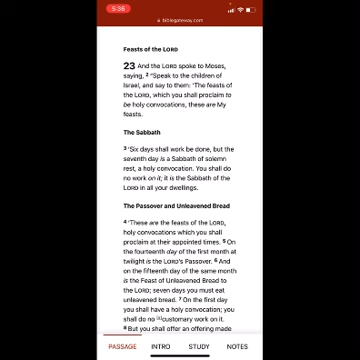 5:36
biblegateway.com
Feasts of the LORD
23 And the LORD spoke to Moses,
saying, 2 "Speak to the children of
Israel, and say to them: 'The feasts of
the LORD, which you shall proclaim to
be holy convocations, these are My
feasts.
The Sabbath
3 'Six days shall work be done, but the
seventh day is a Sabbath of solemn
rest, a holy convocation. You shall do
no work on it; it is the Sabbath of the
LORD in all your dwellings.
The Passover and Unleavened Bread
4 'These are the feasts of the LORD,
holy convocations which you shall
proclaim at their appointed times. 5 On
the fourteenth day of the first month at
twilight is the LORD's Passover. 6 And
on the fifteenth day of the same month
is the Feast of Unleavened Bread to
the LORD; seven days you must eat
unleavened bread. 7 On the first day
you shall have a holy convocation; you
shall do no [a]customary work on it.
8 But you shall offer an offering made
PASSAGE INTRO STUDY NOTES